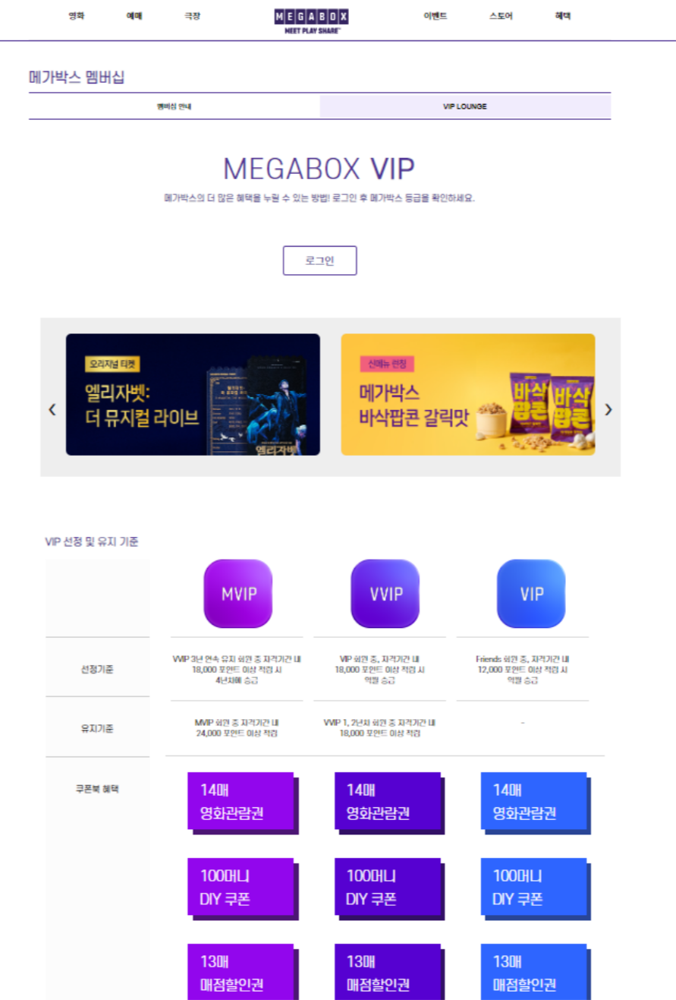 영화 예매 극장 MEGABOX 이벤트 스토어 혜택
MEET PLAY SHARE
메가박스 멤버십
멤버십 안내 VIP LOUNGE
MEGABOX VIP
메가박스의 더 많은 혜택을 누릴 수 있는 방법! 로그인 후 메가박스 등급을 확인하세요.
로그인
오리지널 티켓
엘리자벳:
더 뮤지컬 라이브
엘리자벳
신메뉴 런칭
메가박스
바삭팝콘 갈릭맛
바삭 팝콘
바삭 팝콘
VIP 선정 및 유지 기준
MVIP VVIP VIP
선정기준
VVIP 3년 연속 유지 회원 중 자격기간 내
18,000 포인트 이상 적립 시
4년차에 승급
VIP 회원 중, 자격기간 내
18,000 포인트 이상 적립 시
익월 승급
Friends 회원 중, 자격기간 내
12,000 포인트 이상 적립 시
익월 승급
유지기준
MVIP 회원 중 자격기간 내
24,000 포인트 이상 적립
VVIP 1, 2년차 회원 중 자격기간 내
18,000 포인트 이상 적립
-
쿠폰북 혜택
14매
영화관람권
14매
영화관람권
14매
영화관람권
100머니
DIY 쿠폰
100머니
DIY 쿠폰
100머니
DIY 쿠폰
13매
매점할인권
13매
매점할인권
13매
매점할인권